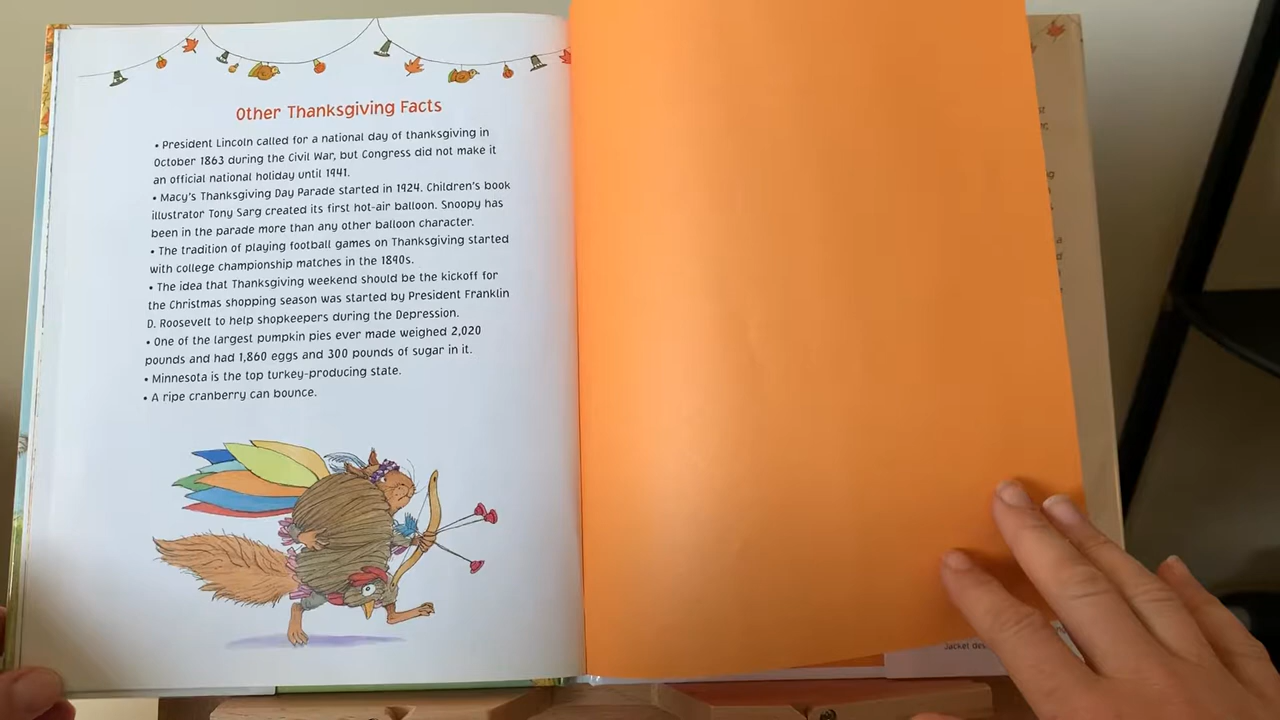 Other Thanksgiving Facts
• President Lincoln called for a national day of thanksgiving in
October 1863 during the Civil War, but Congress did not make it
an official national holiday until 1941.
• Macy's Thanksgiving Day Parade started in 1924. Children's book
illustrator Tony Sarg created its first hot-air balloon. Snoopy has
been in the parade more than any other balloon character.
• The tradition of playing football games on Thanksgiving started
with college championship matches in the 1890s.
• The idea that Thanksgiving weekend should be the kickoff for
the Christmas shopping season was started by President Franklin
D. Roosevelt to help shopkeepers during the Depression.
• One of the largest pumpkin pies ever made weighed 2,020
pounds and had 1,860 eggs and 300 pounds of sugar in it.
• Minnesota is the top turkey-producing state.
• A ripe cranberry can bounce.
Jacket